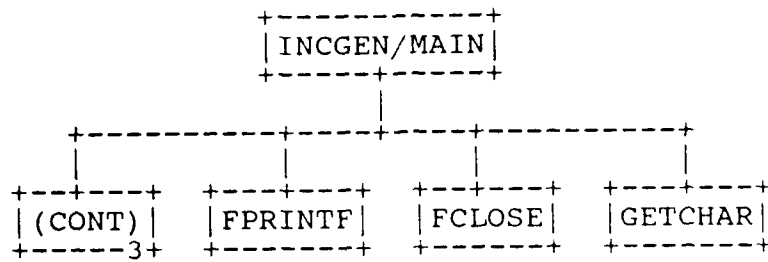 INCGEN/MAIN
(CONT) FPRINTF FCLOSE GETCHAR
3